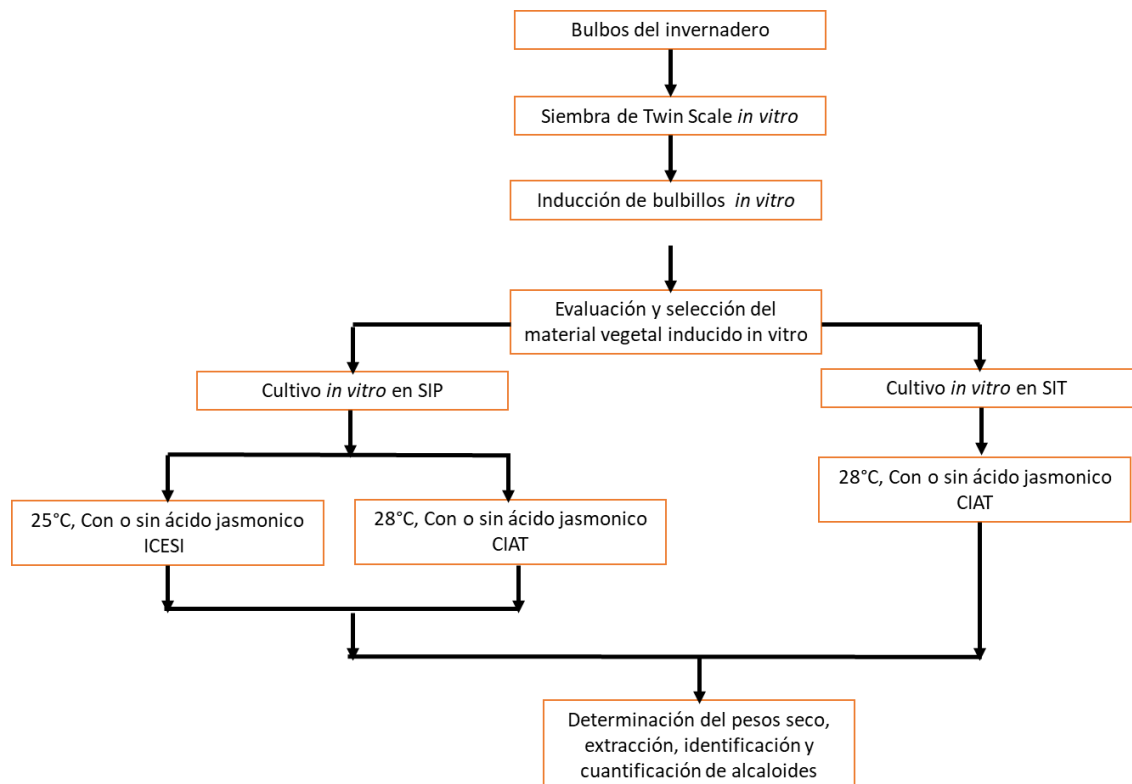 Bulbos del invernadero
Siembra de Twin Scale in vitro
Inducción de bulbillos in vitro
Evaluación y selección del
material vegetal inducido in vitro
Cultivo in vitro en SIP
Cultivo in vitro en SIT
25°C, Con o sin ácido jasmonico
ICESI
28°C, Con o sin ácido jasmonico
CIAT
28°C, Con o sin ácido jasmonico
CIAT
Determinación del pesos seco,
extracción, identificación y
cuantificación de alcaloides